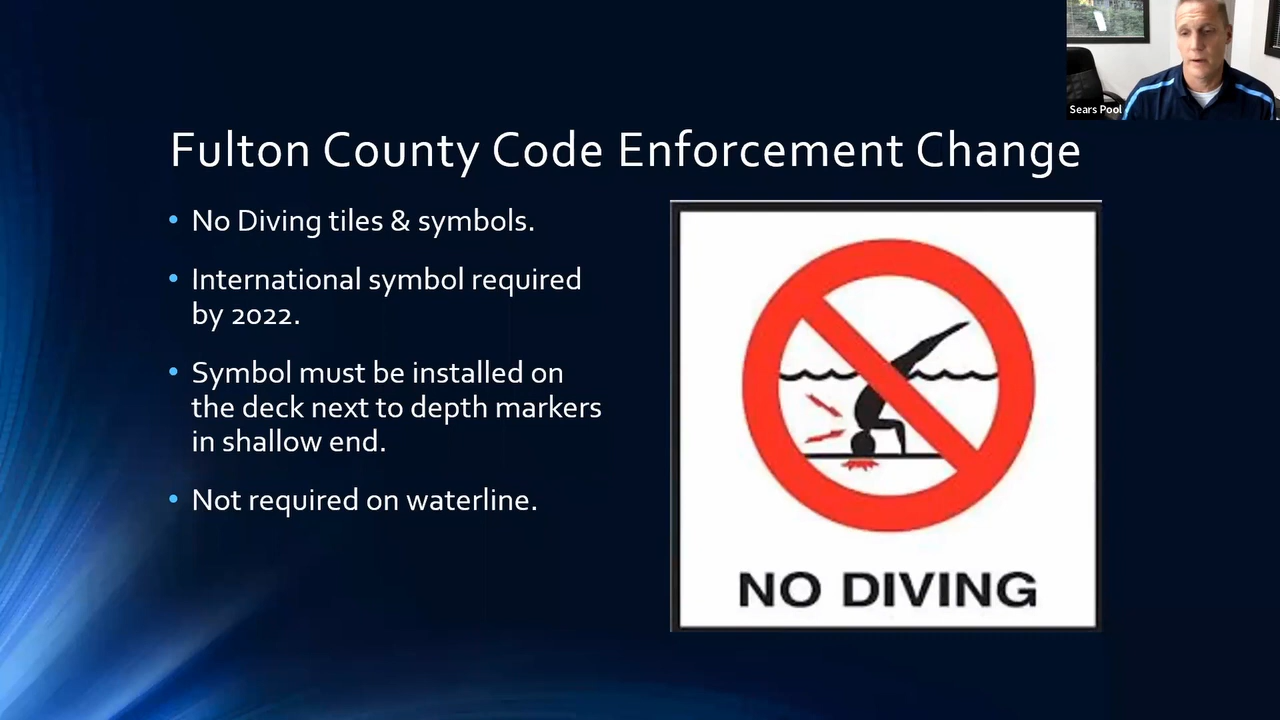 Sears Pool
Fulton County Code Enforcement Change
• No Diving tiles & symbols.
• International symbol required
by 2022.
• Symbol must be installed on
the deck next to depth markers
in shallow end.
• Not required on waterline.
NO DIVING